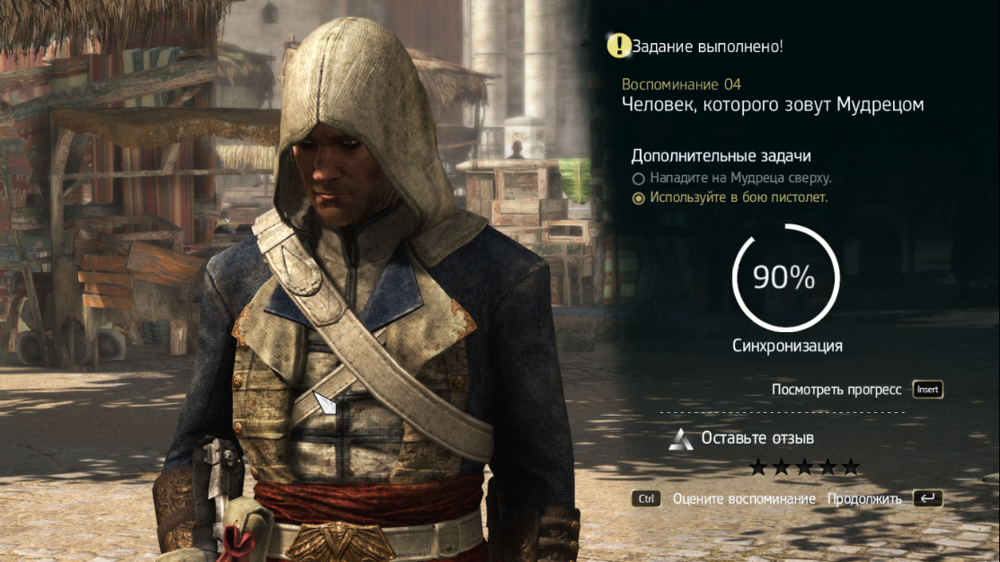 Задание выполнено!
Воспоминание 04
Человек, которого зовут Мудрецом
Дополнительные задачи
Нападите на Мудреца сверху.
Используйте в бою пистолет.
90%
Синхронизация
Посмотреть прогресс Insert
Оставьте отзыв
Ctrl Оцените воспоминание Продолжить